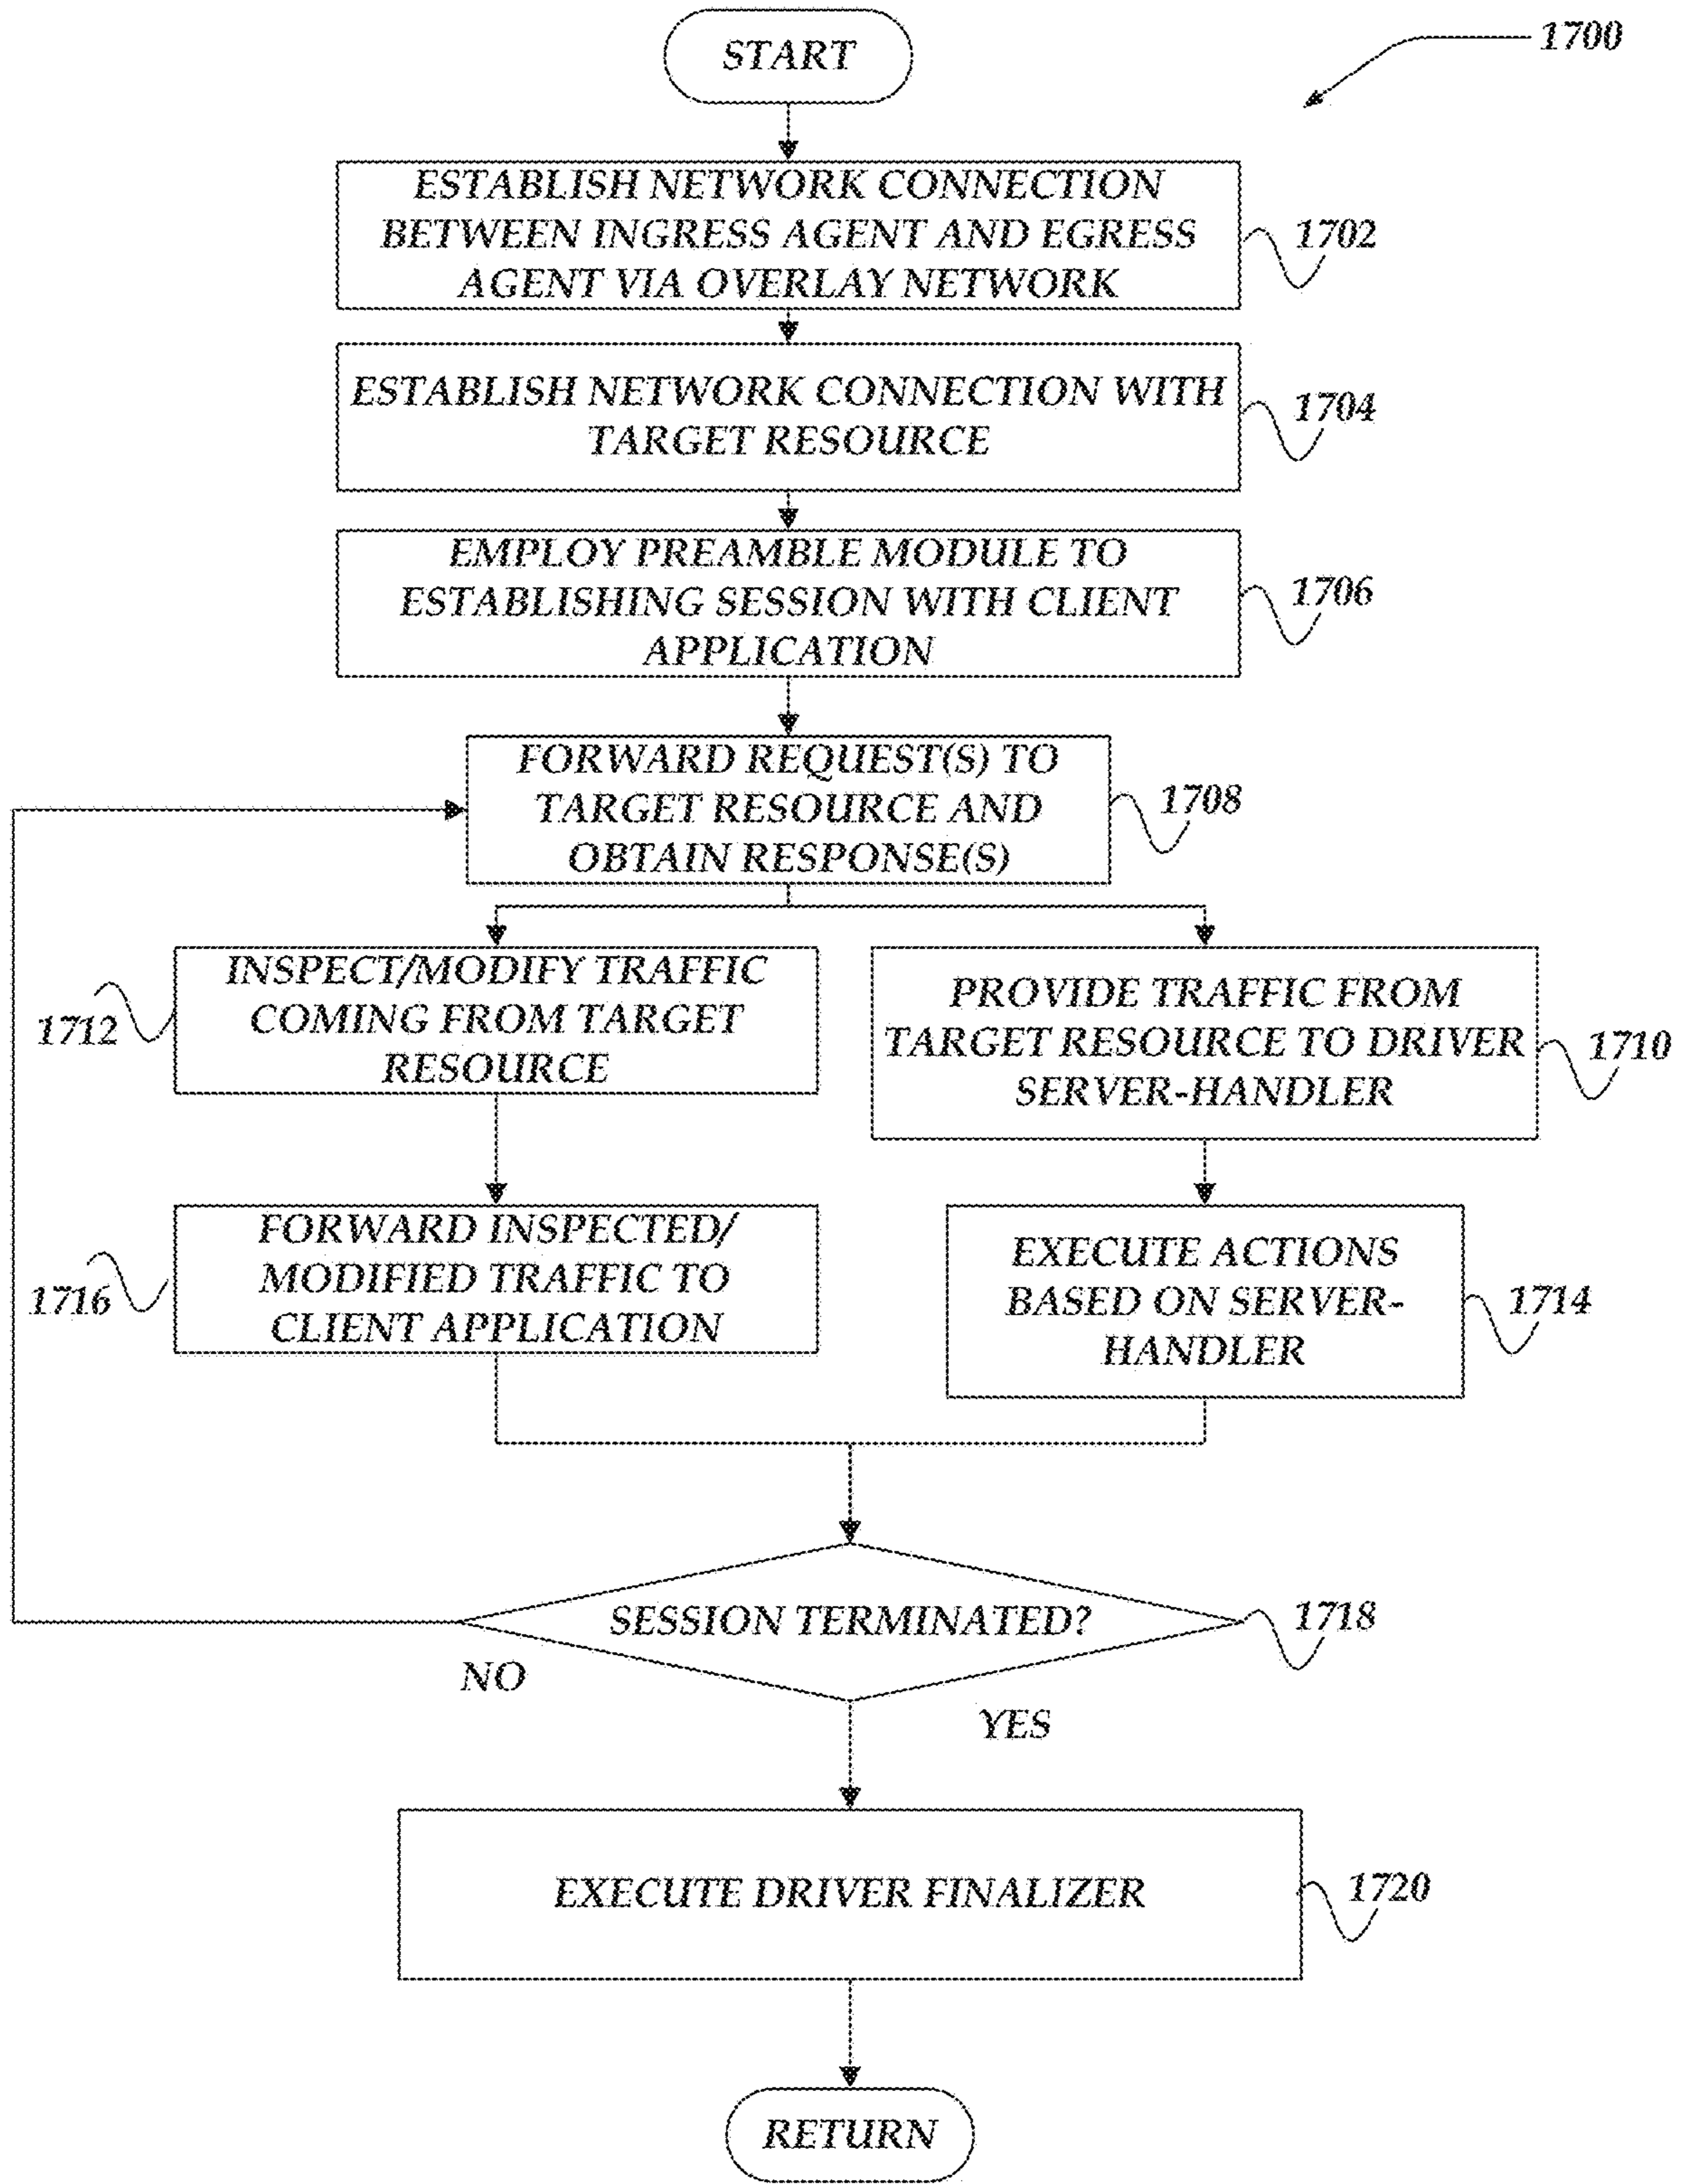 START
1700
ESTABLISH NETWORK CONNECTION
BETWEEN INGRESS AGENT AND EGRESS
AGENT VIA OVERLAY NETWORK
1702
ESTABLISH NETWORK CONNECTION WITH
TARGET RESOURCE
1704
EMPLOY PREAMBLE MODULE TO
ESTABLISHING SESSION WITH CLIENT
APPLICATION
1706
FORWARD REQUEST(S) TO
TARGET RESOURCE AND
OBTAIN RESPONSE(S)
1708
INSPECT/MODIFY TRAFFIC
COMING FROM TARGET
RESOURCE
1712
PROVIDE TRAFFIC FROM
TARGET RESOURCE TO DRIVER
SERVER-HANDLER
1710
FORWARD INSPECTED/
MODIFIED TRAFFIC TO
CLIENT APPLICATION
1716
EXECUTE ACTIONS
BASED ON SERVER-
HANDLER
1714
SESSION TERMINATED?
1718
NO
YES
EXECUTE DRIVER FINALIZER
1720
RETURN